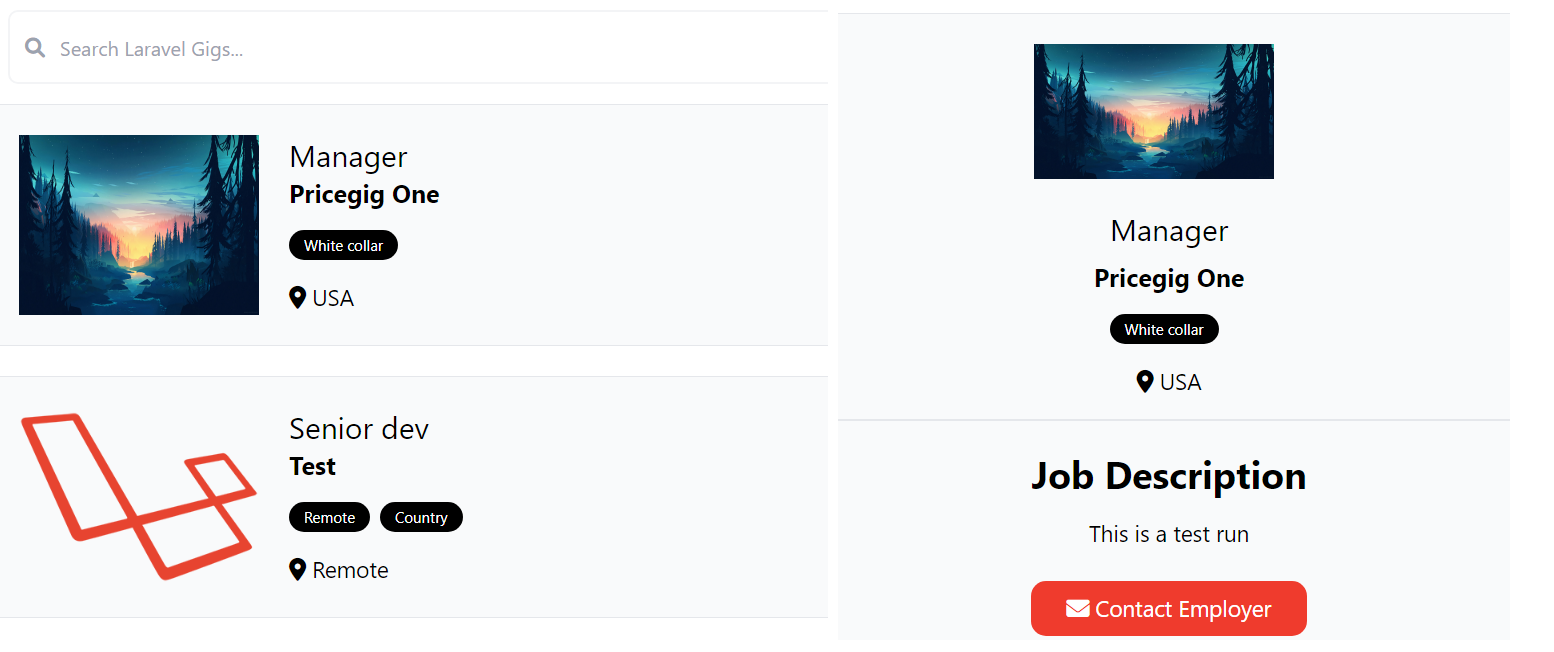 Search Laravel Gigs...
Manager
Pricegig One
White collar
USA
Senior dev
Test
Remote Country
Remote
Manager
Pricegig One
White collar
USA
Job Description
This is a test run
Contact Employer